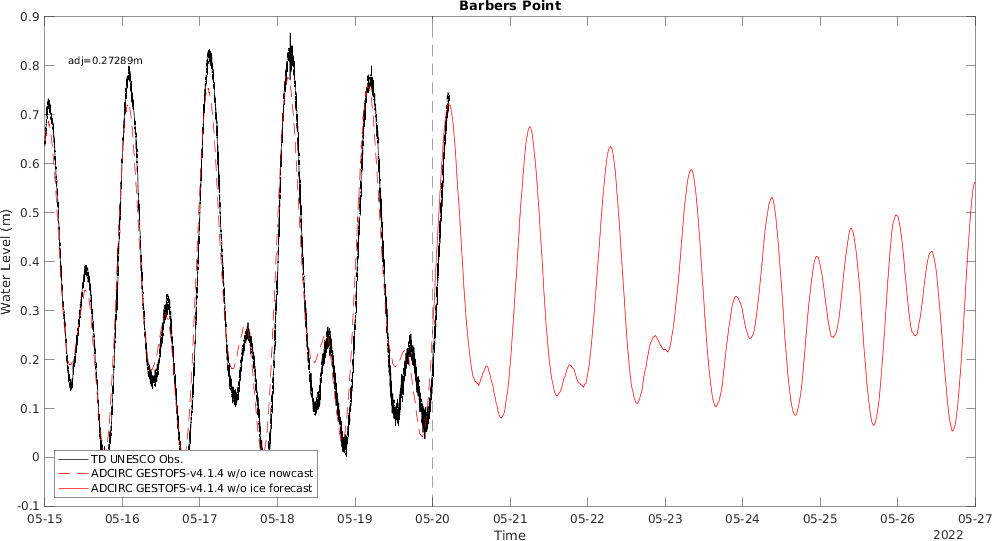 Barbers Point
adj=0.27289m
Water Level (m)
0.9
0.8
0.7
0.6
0.5
0.4
0.3
0.2
0.1
0
-0.1
TD UNESCO Obs.
ADCIRC GESTOFS-v4.1.4 w/o ice nowcast
ADCIRC GESTOFS-v4.1.4 w/o ice forecast
05-15 05-16 05-17 05-18 05-19 05-20 05-21 05-22 05-23 05-24 05-25 05-26 05-27
Time
2022